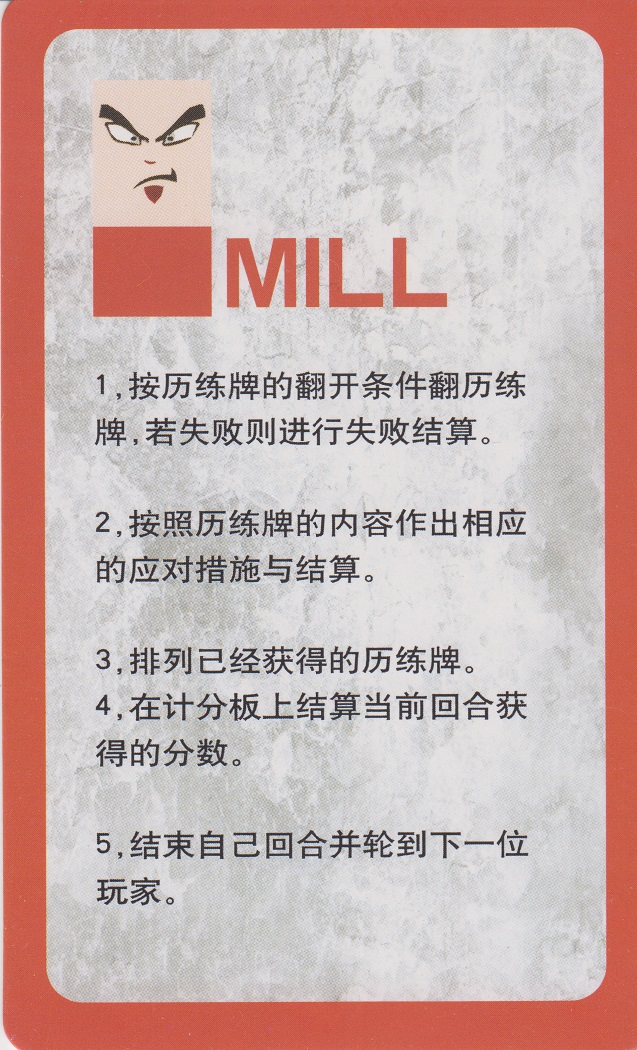 MILL
1,按历练牌的翻开条件翻历练
牌,若失败则进行失败结算。
2,按照历练牌的内容作出相应
的应对措施与结算。
3,排列已经获得的历练牌。
4,在计分板上结算当前回合获
得的分数。
5,结束自己回合并轮到下一位
玩家。